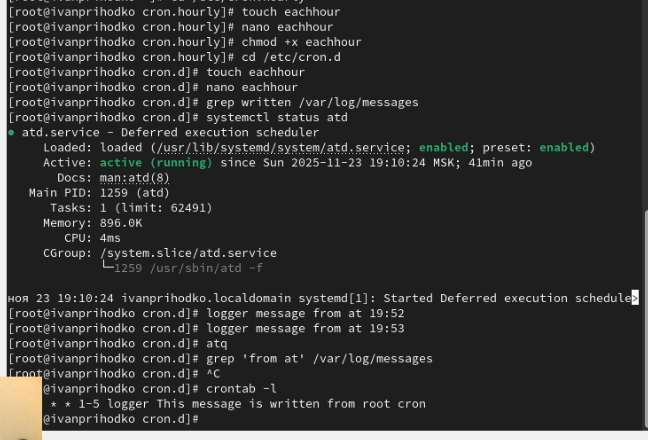 [root@ivanprihodko cron.hourly]# touch eachhour
[root@ivanprihodko cron.hourly]# nano eachhour
[root@ivanprihodko cron.hourly]# chmod +x eachhour
[root@ivanprihodko cron.hourly]# cd /etc/cron.d
[root@ivanprihodko cron.d]# touch eachhour
[root@ivanprihodko cron.d]# nano eachhour
[root@ivanprihodko cron.d]# grep written /var/log/messages
[root@ivanprihodko cron.d]# systemctl status atd
● atd.service - Deferred execution scheduler
Loaded: loaded (/usr/lib/systemd/system/atd.service; enabled; preset: enabled)
Active: active (running) since Sun 2025-11-23 19:10:24 MSK; 41min ago
Docs: man:atd(8)
Main PID: 1259 (atd)
Tasks: 1 (limit: 62491)
Memory: 896.0K
CPU: 4ms
CGroup: /system.slice/atd.service
└─1259 /usr/sbin/atd -f
ноя 23 19:10:24 ivanprihodko.localdomain systemd[1]: Started Deferred execution schedule>
[root@ivanprihodko cron.d]# logger message from at 19:52
[root@ivanprihodko cron.d]# logger message from at 19:53
[root@ivanprihodko cron.d]# atq
[root@ivanprihodko cron.d]# grep 'from at' /var/log/messages
[root@ivanprihodko cron.d]# ^C
@ivanprihodko cron.d]# crontab -l
* * 1-5 logger This message is written from root cron
@ivanprihodko cron.d]#